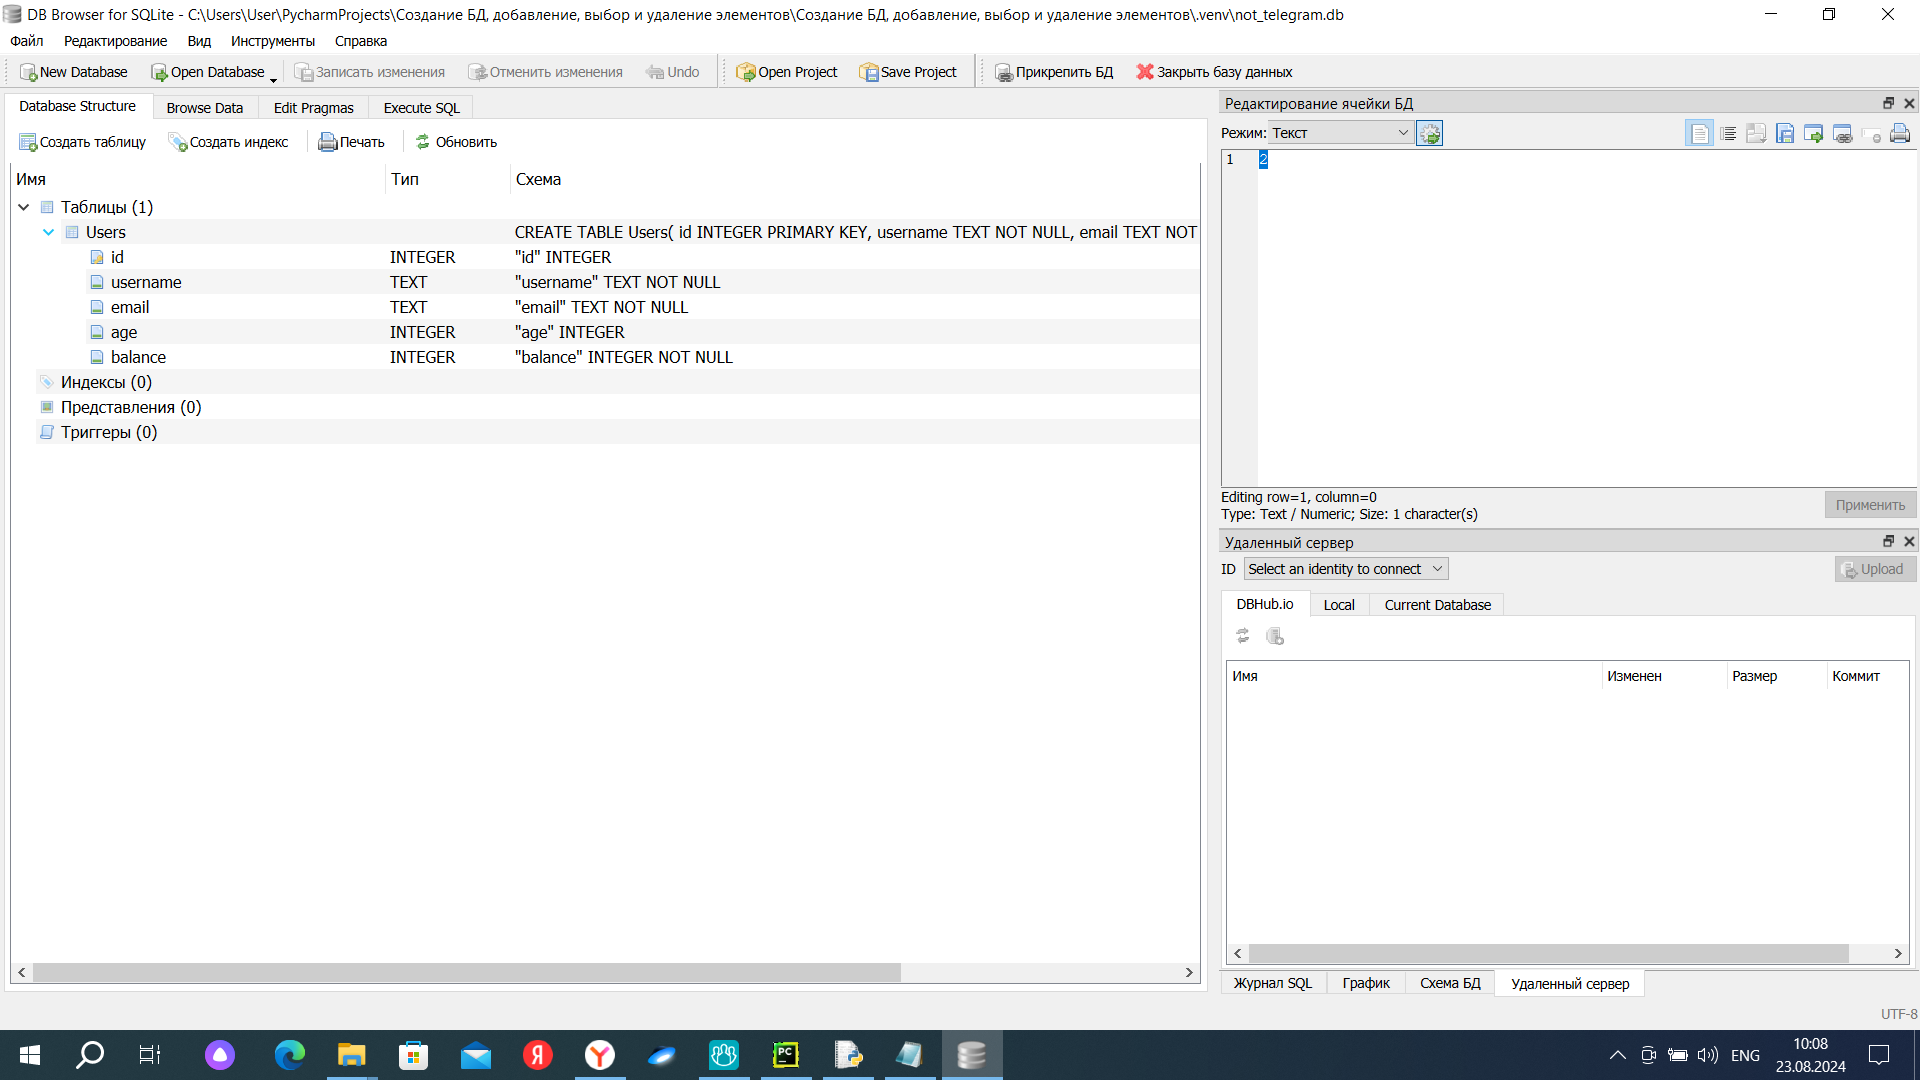 DB Browser for SQLite - C:\Users\User\PycharmProjects\Создание БД, добавление, выбор и удаление элементов\Создание БД, добавление, выбор и удаление элементов\.venv\not_telegram.db
Файл Редактирование Вид Инструменты Справка
New Database Open Database Записать изменения Отменить изменения Undo Open Project Save Project Прикрепить БД Закрыть базу данных
Database Structure Browse Data Edit Pragmas Execute SQL
Создать таблицу Создать индекс Печать Обновить
Имя Тип Схема
Таблицы (1)
Users CREATE TABLE Users( id INTEGER PRIMARY KEY, username TEXT NOT NULL, email TEXT NOT
id INTEGER "id" INTEGER
username TEXT "username" TEXT NOT NULL
email TEXT "email" TEXT NOT NULL
age INTEGER "age" INTEGER
balance INTEGER "balance" INTEGER NOT NULL
Индексы (0)
Представления (0)
Триггеры (0)
Редактирование ячейки БД
Режим: Текст
1 2
Editing row=1, column=0
Type: Text / Numeric; Size: 1 character(s)
Применить
Удаленный сервер
ID Select an identity to connect Upload
DBHub.io Local Current Database
Имя Изменен Размер Коммит
Журнал SQL График Схема БД Удаленный сервер
UTF-8
Я Y PC ENG 10:08
23.08.2024